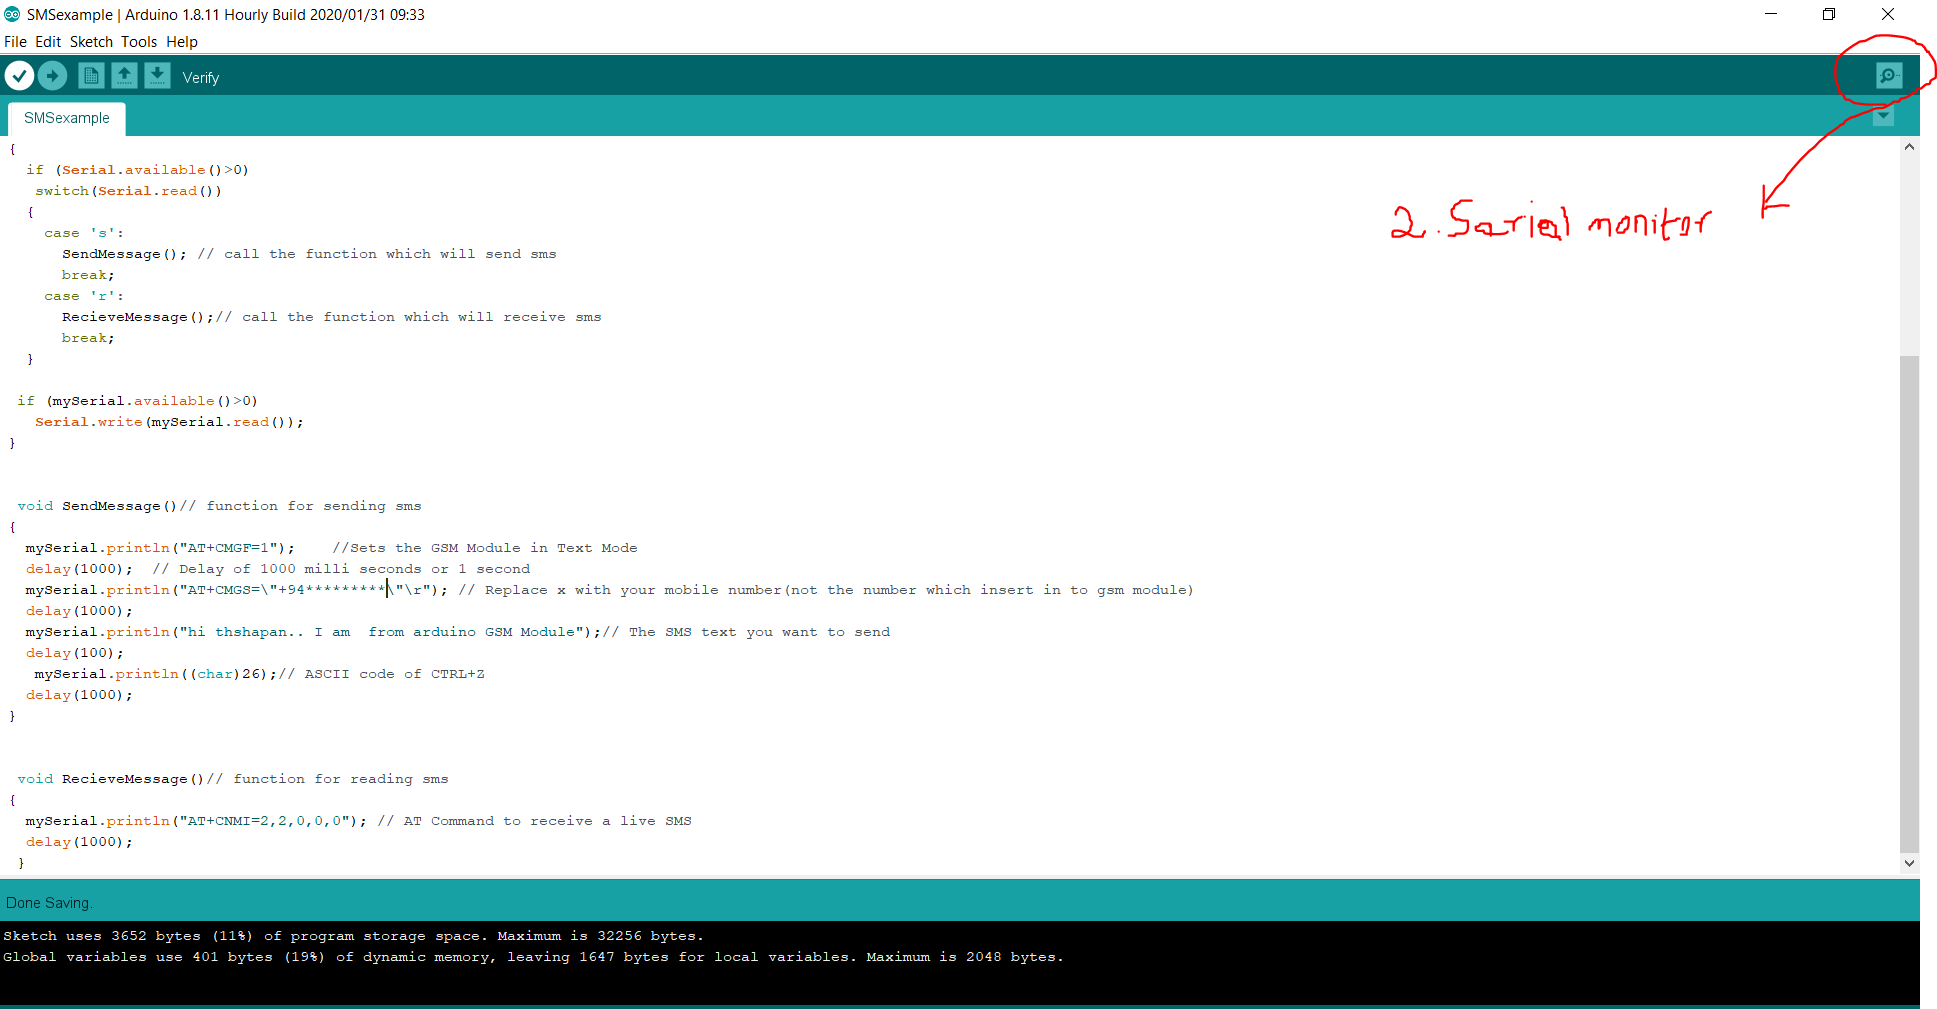 SMSexample | Arduino 1.8.11 Hourly Build 2020/01/31 09:33
File Edit Sketch Tools Help
Verify
SMSexample
{
if (Serial.available()>0)
switch(Serial.read())
{
case 's':
SendMessage(); // call the function which will send sms
break;
case 'r':
RecieveMessage();// call the function which will receive sms
break;
}
2. Sarial monitor
if (mySerial.available()>0)
Serial.write(mySerial.read());
}
void SendMessage()// function for sending sms
{
mySerial.println("AT+CMGF=1");    //Sets the GSM Module in Text Mode
delay(1000);  // Delay of 1000 milli seconds or 1 second
mySerial.println("AT+CMGS=\"+94*********\"\r"); // Replace x with your mobile number(not the number which insert in to gsm module)
delay(1000);
mySerial.println("hi thshapan.. I am  from arduino GSM Module");// The SMS text you want to send
delay(100);
mySerial.println((char)26);// ASCII code of CTRL+Z
delay(1000);
}
void RecieveMessage()// function for reading sms
{
mySerial.println("AT+CNMI=2,2,0,0,0"); // AT Command to receive a live SMS
delay(1000);
}
Done Saving.
Sketch uses 3652 bytes (11%) of program storage space. Maximum is 32256 bytes.
Global variables use 401 bytes (19%) of dynamic memory, leaving 1647 bytes for local variables. Maximum is 2048 bytes.